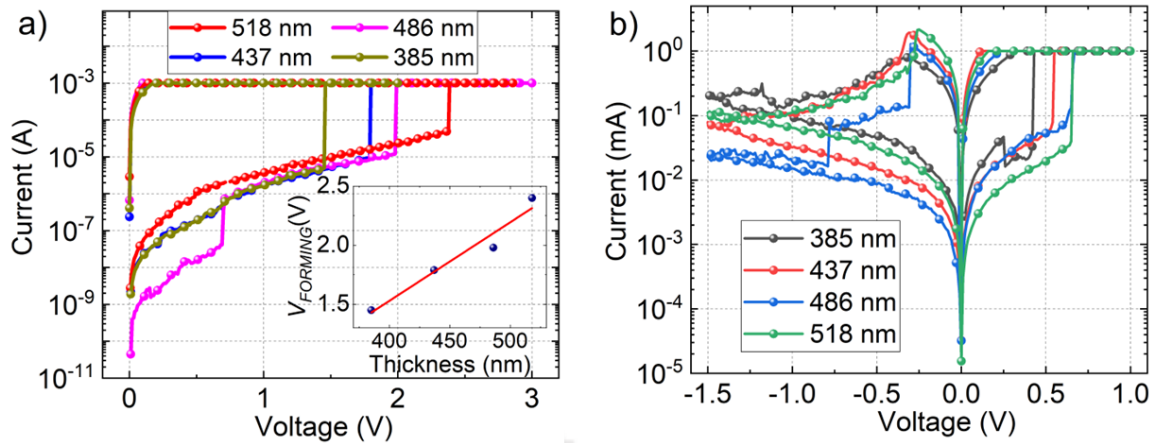 a)
518 nm 486 nm
437 nm 385 nm
Current (A)
10⁻³
10⁻⁵
10⁻⁷
10⁻⁹
10⁻¹¹
0 1 2 3
Voltage (V)
V_FORMING(V)
2.5
2.0
1.5
400 450 500
Thickness (nm)
b)
Current (mA)
10⁰
10⁻¹
10⁻²
10⁻³
10⁻⁴
10⁻⁵
385 nm
437 nm
486 nm
518 nm
-1.5 -1.0 -0.5 0.0 0.5 1.0
Voltage (V)